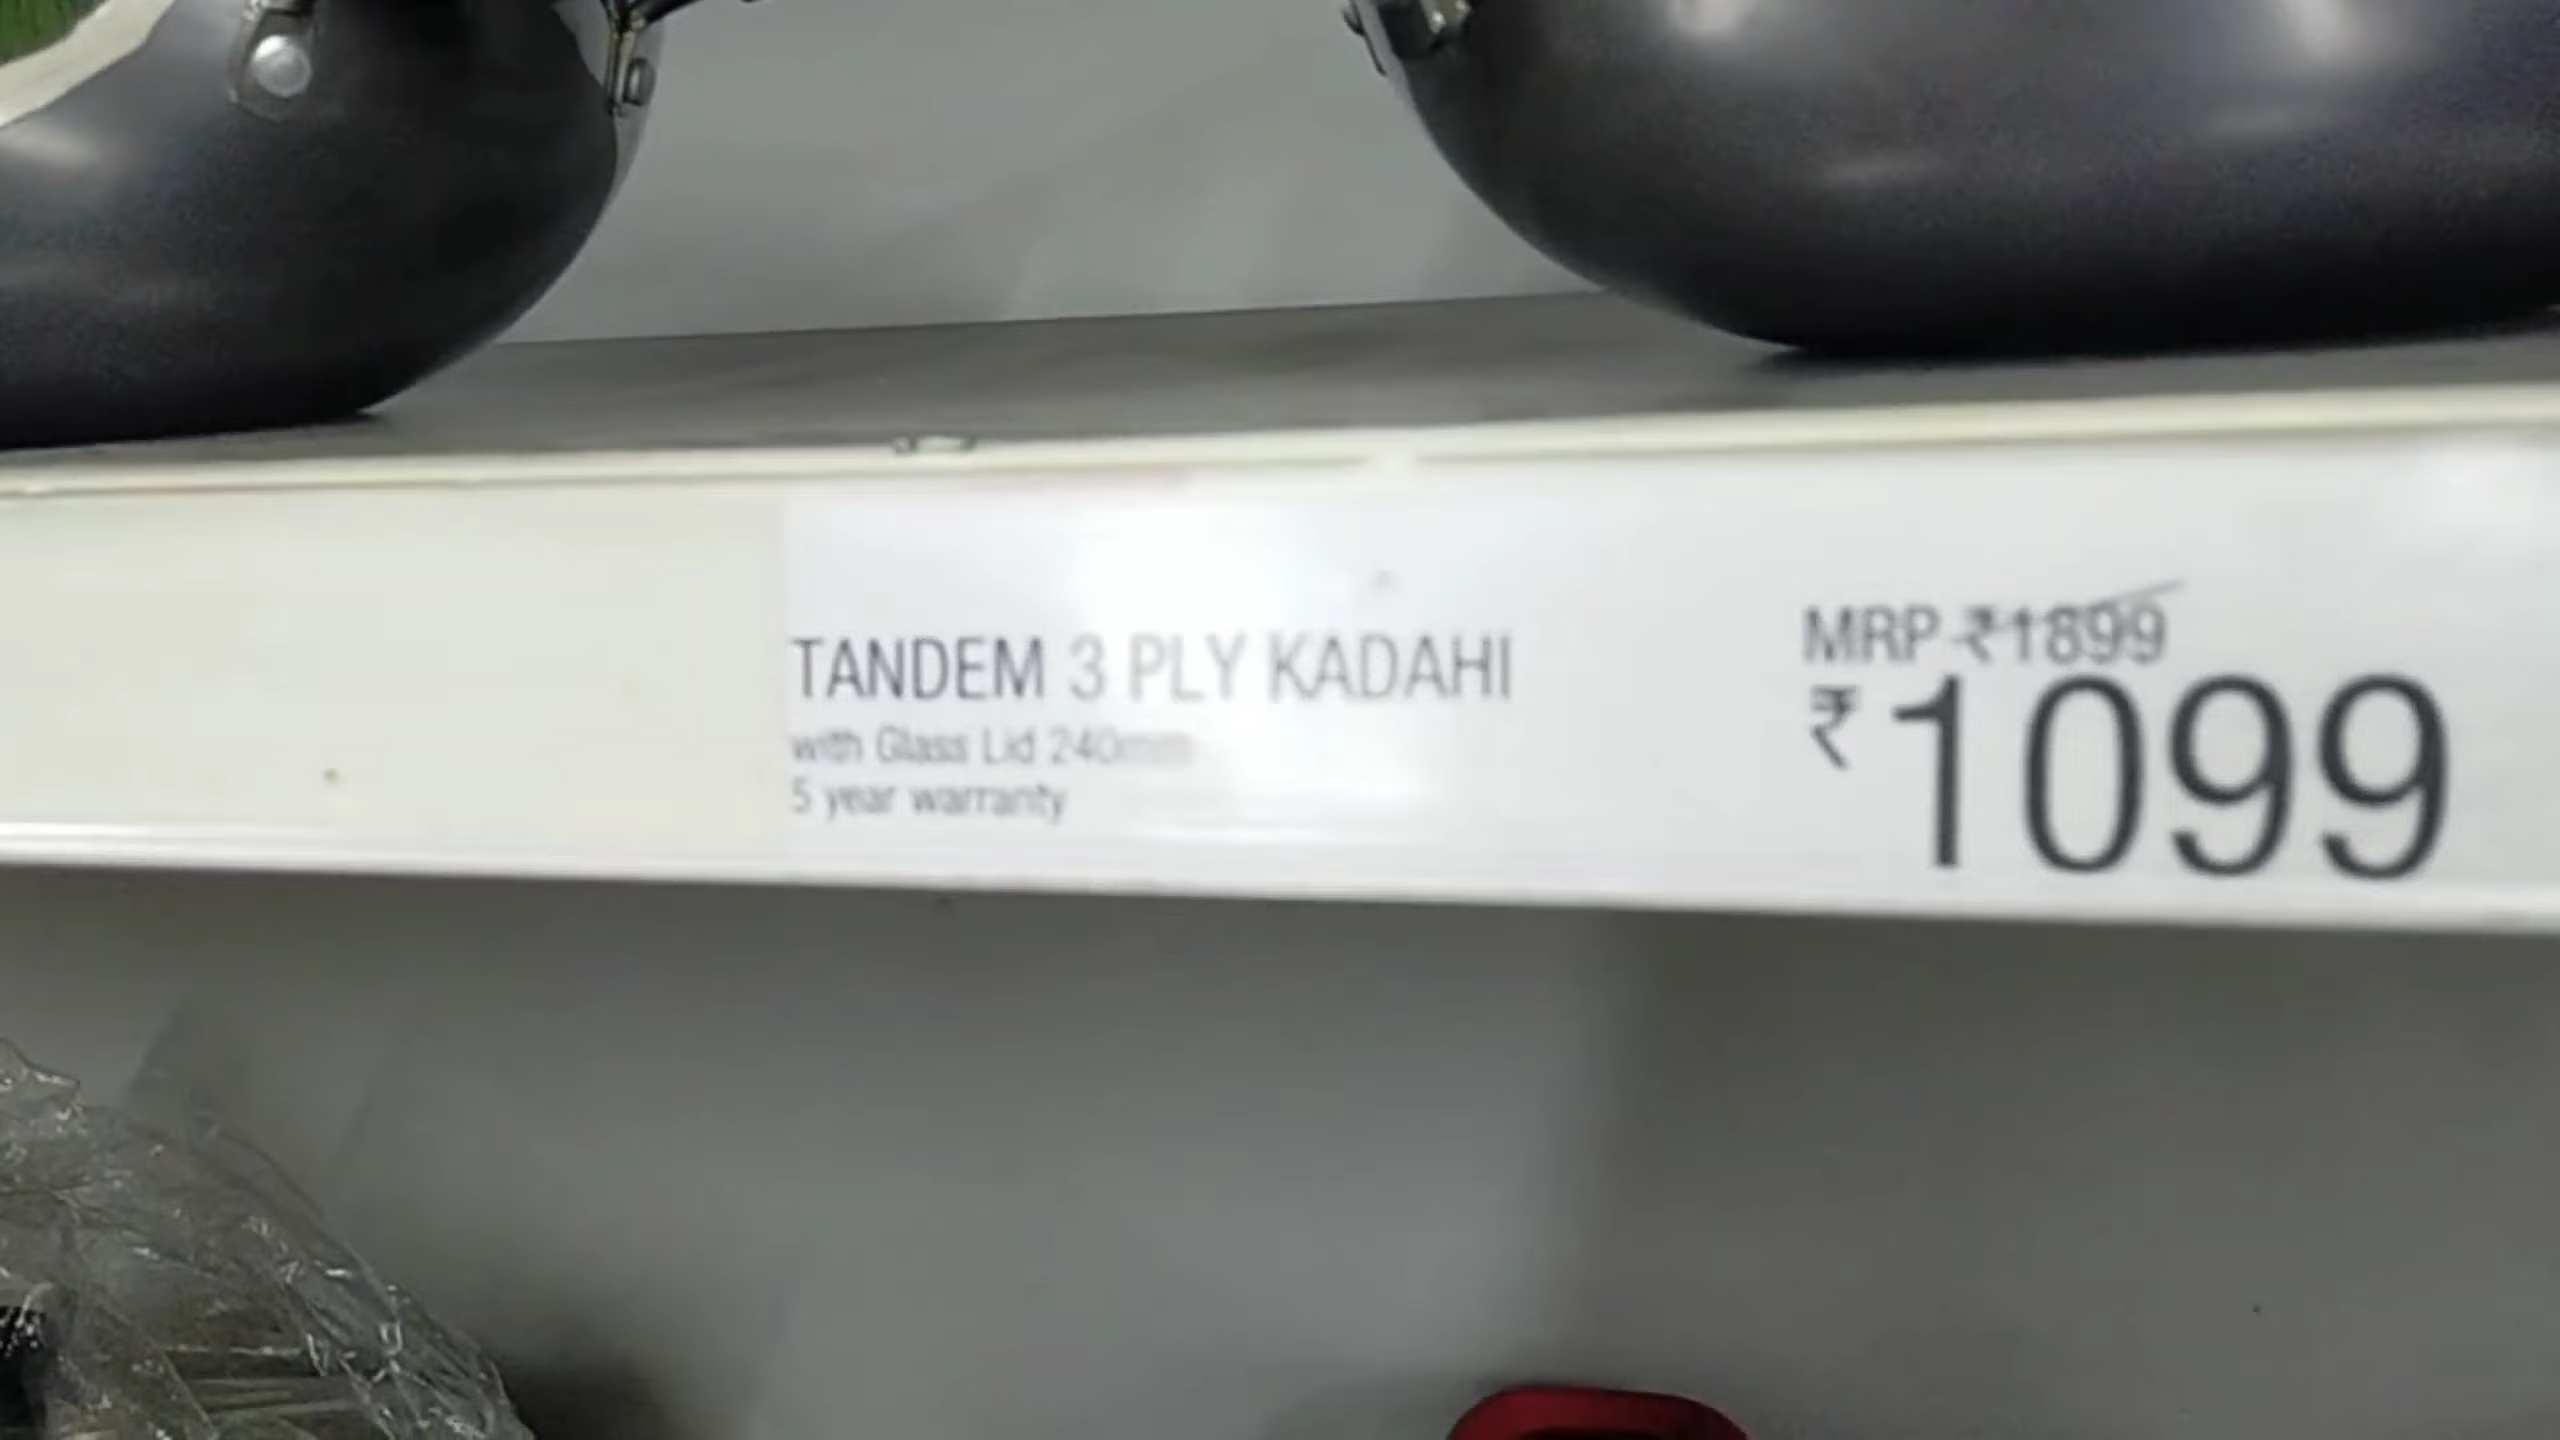 TANDEM 3 PLY KADAHI
with Glass Lid 240mm
5 year warranty
MRP ₹1899
₹1099